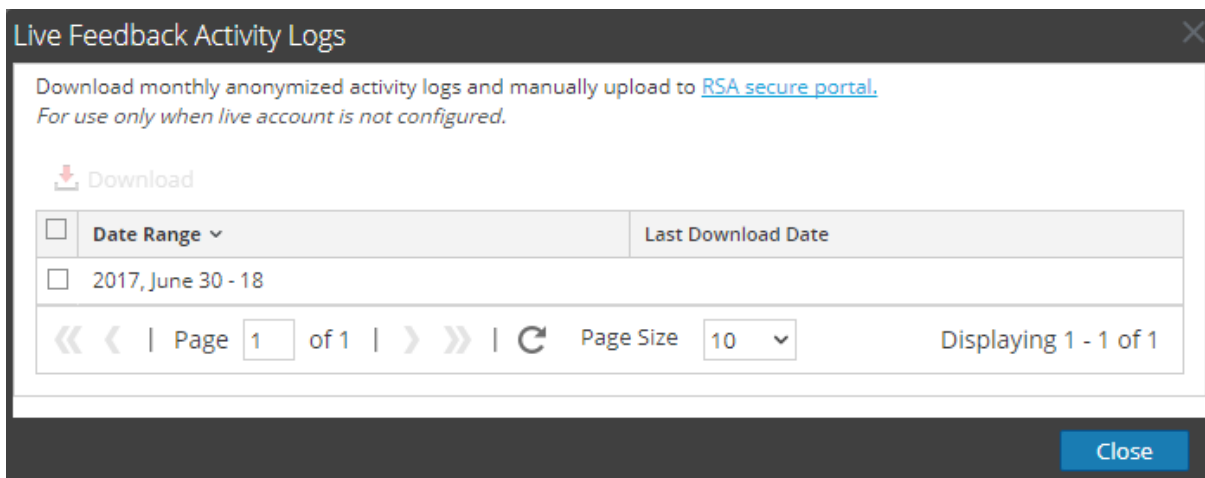 Live Feedback Activity Logs
Download monthly anonymized activity logs and manually upload to RSA secure portal.
For use only when live account is not configured.
Download
Date Range Last Download Date
2017, June 30 - 18
| Page 1 of 1 | | Page Size 10 Displaying 1 - 1 of 1
Close